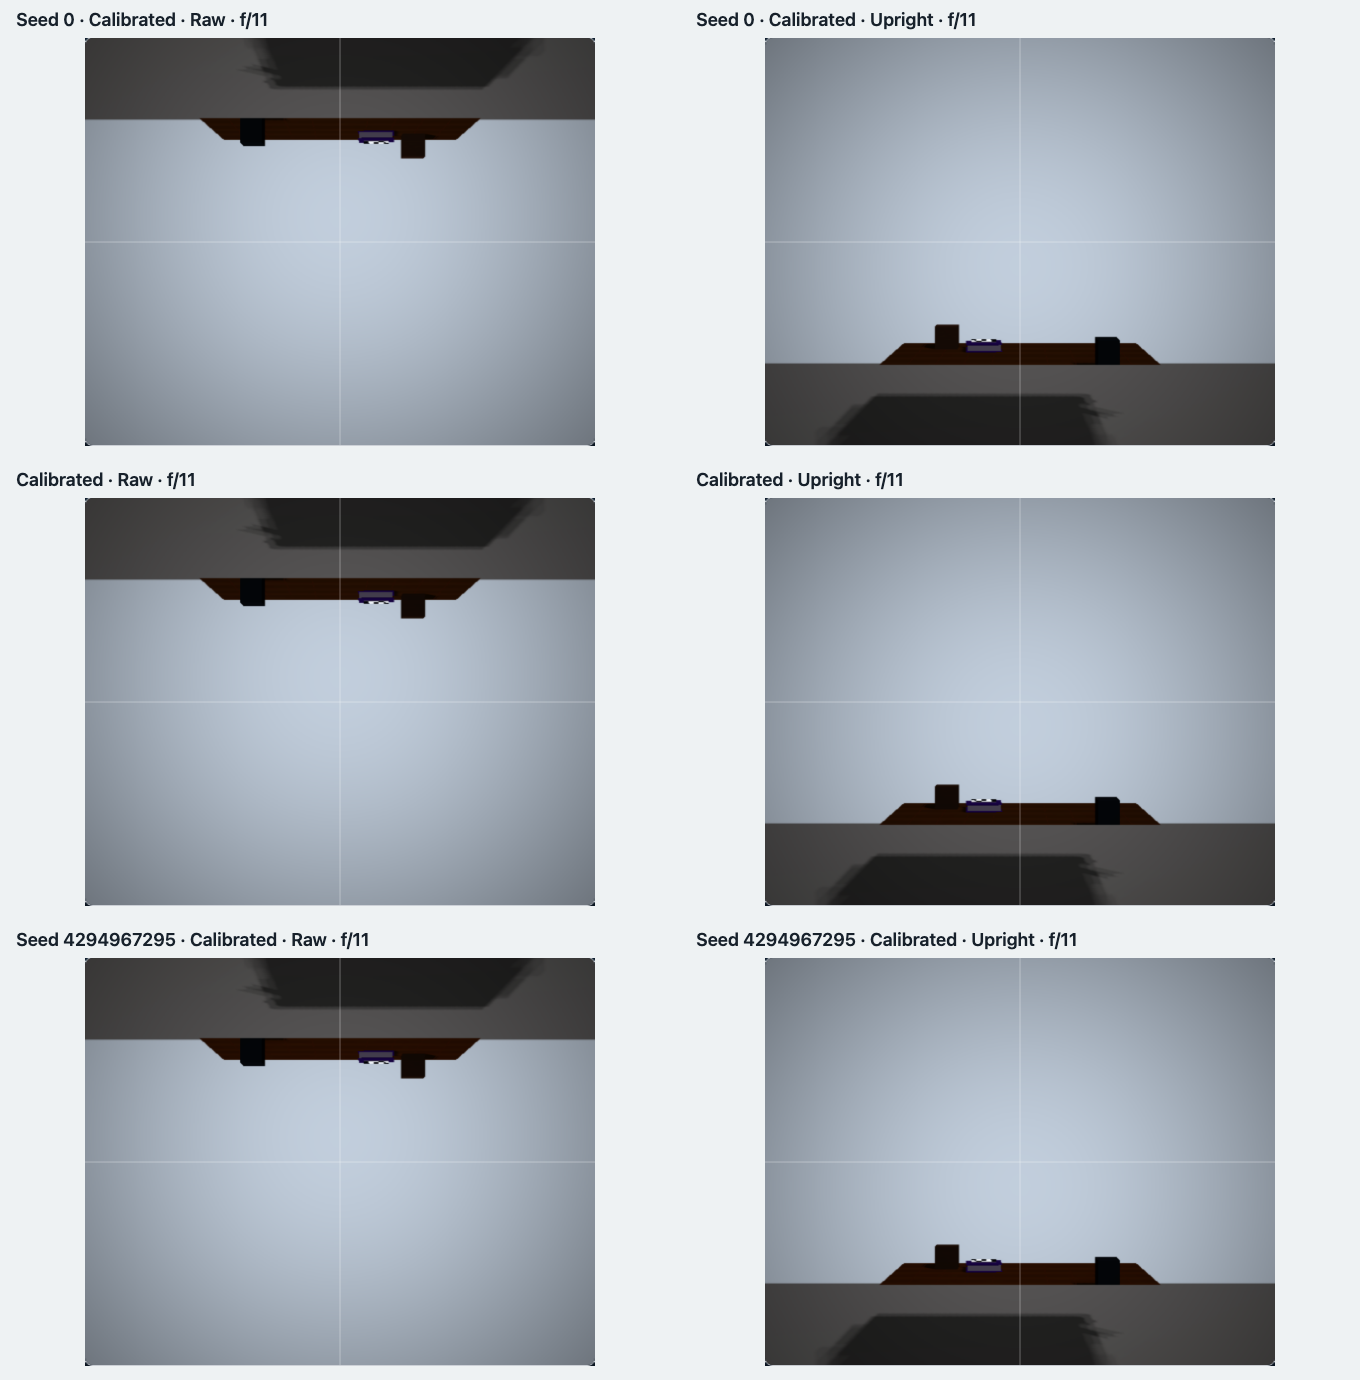 Seed 0 · Calibrated · Raw · f/11
Seed 0 · Calibrated · Upright · f/11
Calibrated · Raw · f/11
Calibrated · Upright · f/11
Seed 4294967295 · Calibrated · Raw · f/11
Seed 4294967295 · Calibrated · Upright · f/11